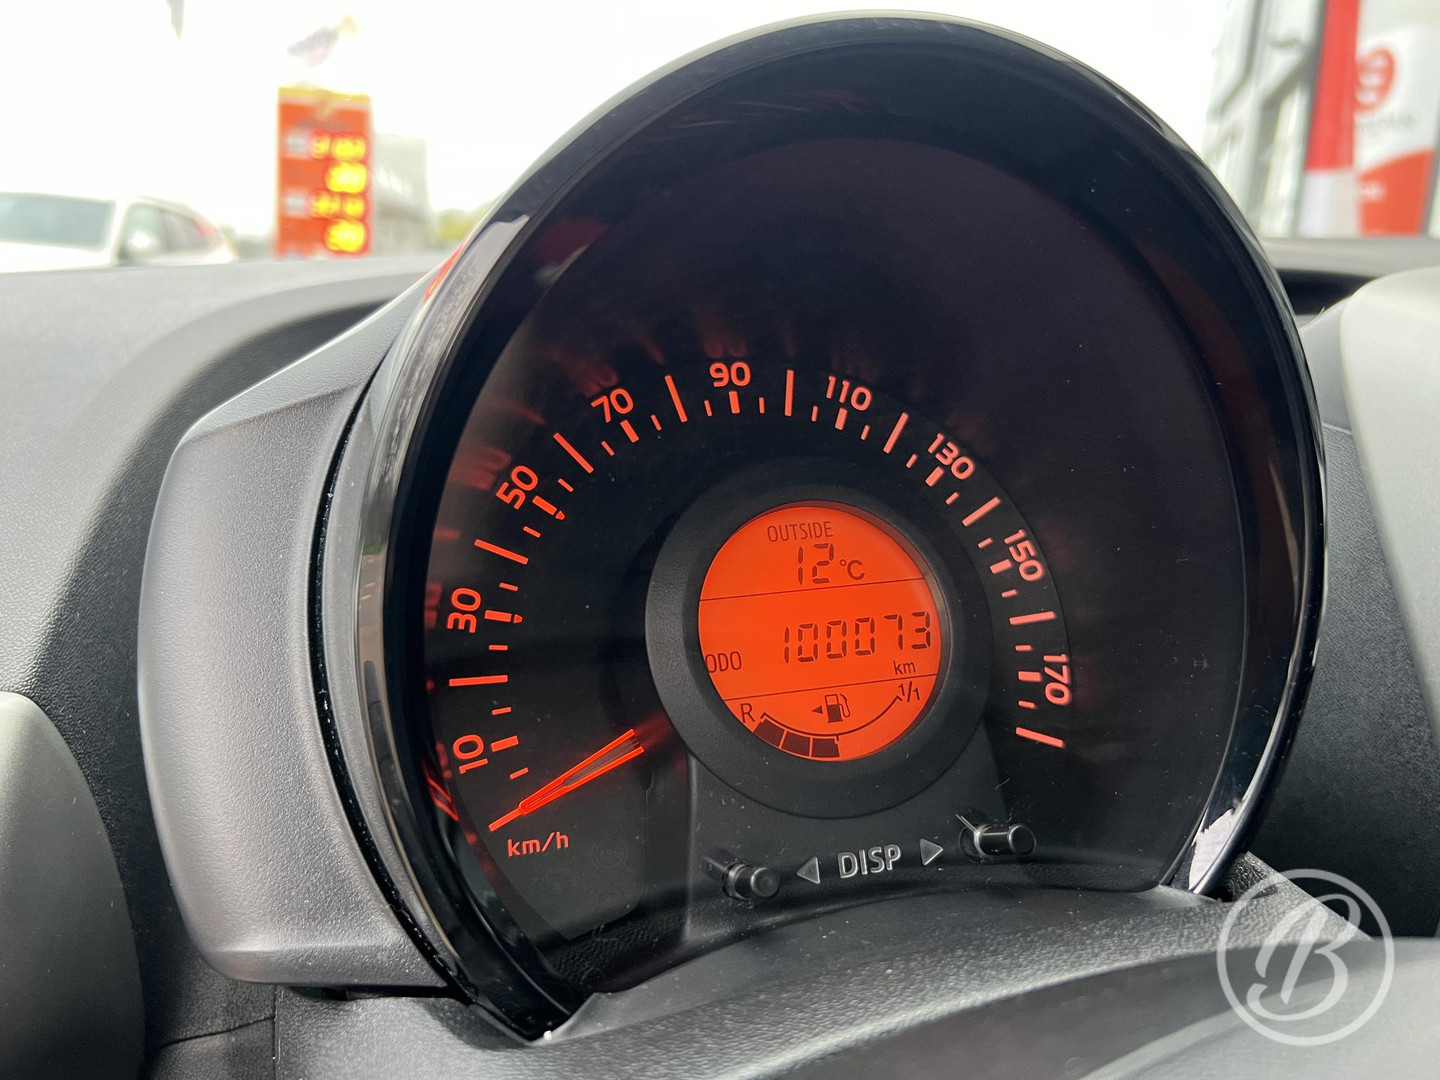 10
30
50
70
90
110
130
150
170
km/h
OUTSIDE
12 °C
ODO 100073
km
R 1/1
◄ DISP ►
B